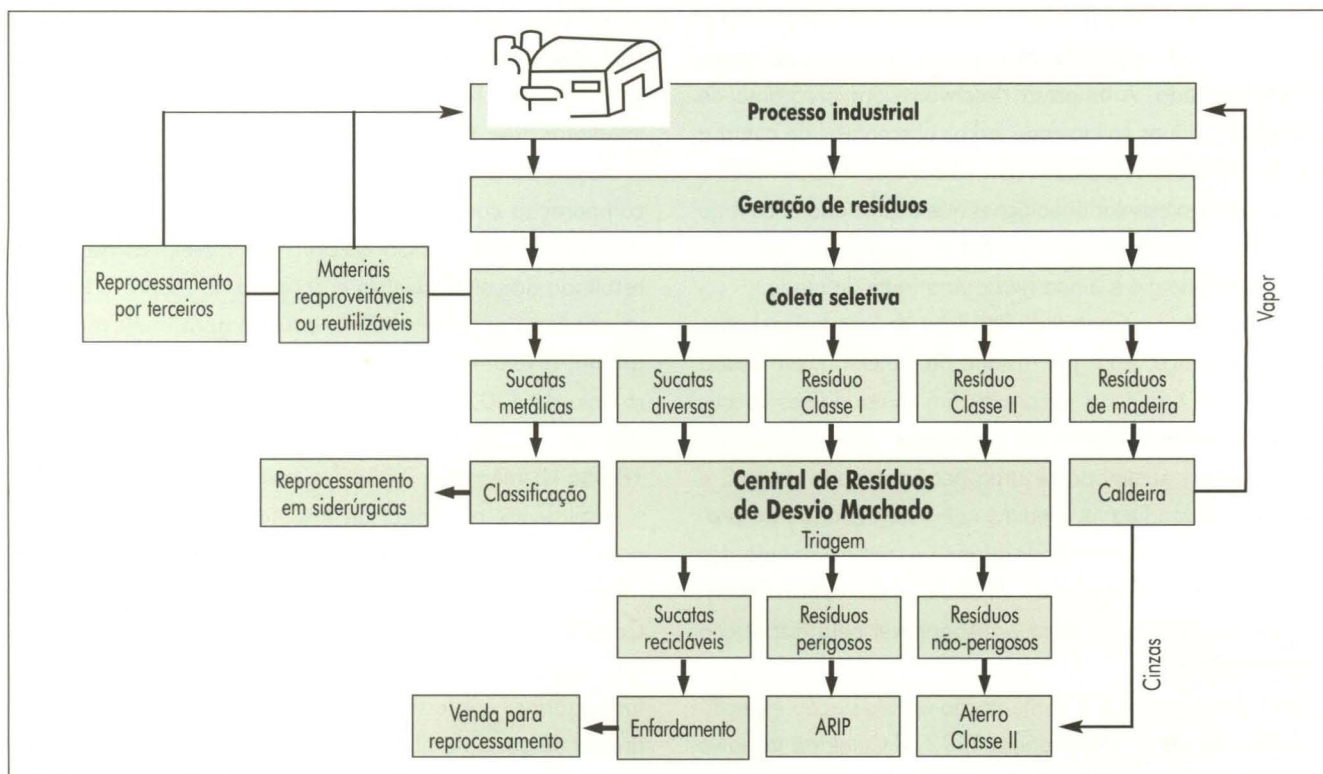 Processo industrial
Geração de resíduos
Reprocessamento
por terceiros
Materiais
reaproveitáveis
ou reutilizáveis
Coleta seletiva
Vapor
Sucatas
metálicas
Sucatas
diversas
Resíduo
Classe I
Resíduo
Classe II
Resíduos
de madeira
Reprocessamento
em siderúrgicas
Classificação
Central de Resíduos
de Desvio Machado
Triagem
Caldeira
Sucatas
recicláveis
Resíduos
perigosos
Resíduos
não-perigosos
Cinzas
Venda para
reprocessamento
Enfardamento
ARIP
Aterro
Classe II